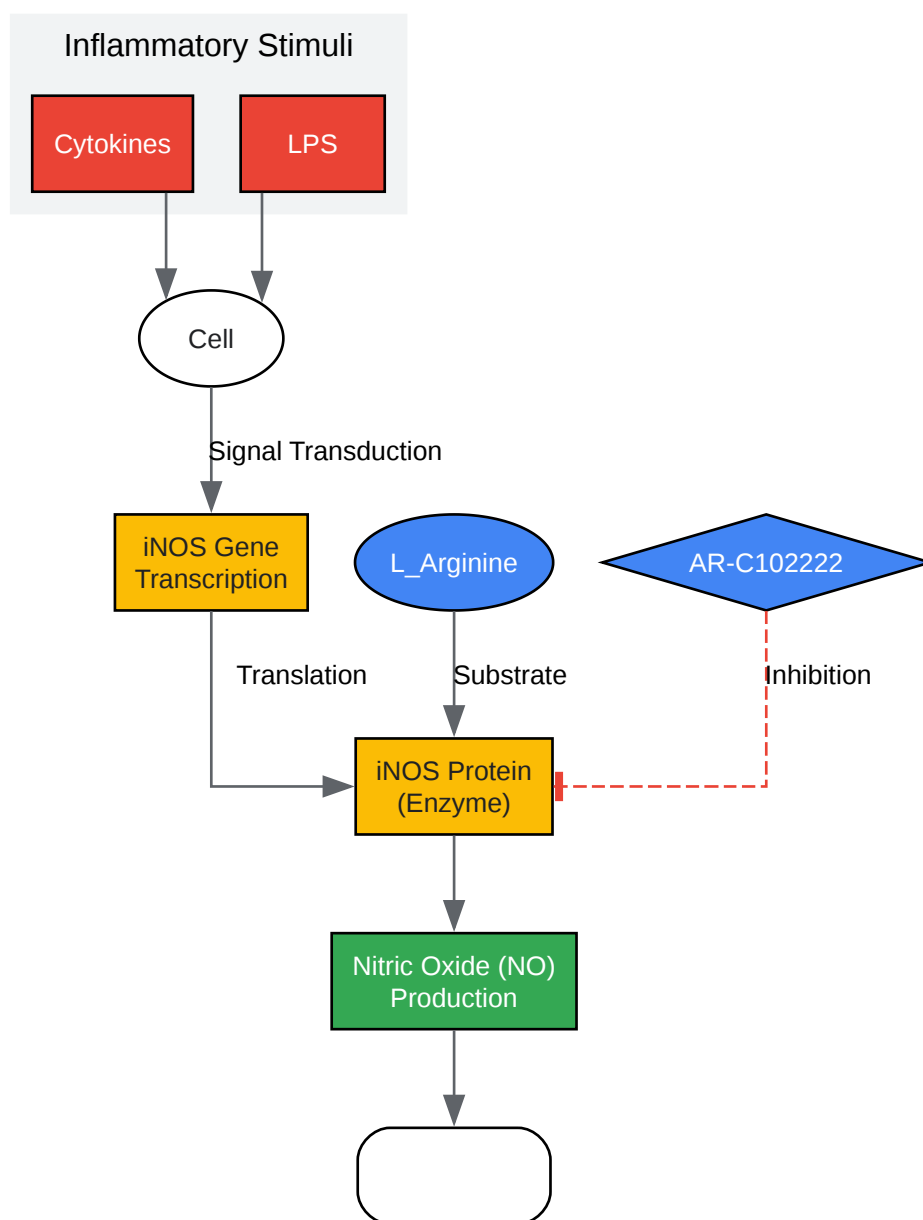 Inflammatory Stimuli
Cytokines
LPS
Cell
Signal Transduction
iNOS Gene
Transcription
L_Arginine
AR-C102222
Translation
Substrate
Inhibition
iNOS Protein
(Enzyme)
Nitric Oxide (NO)
Production